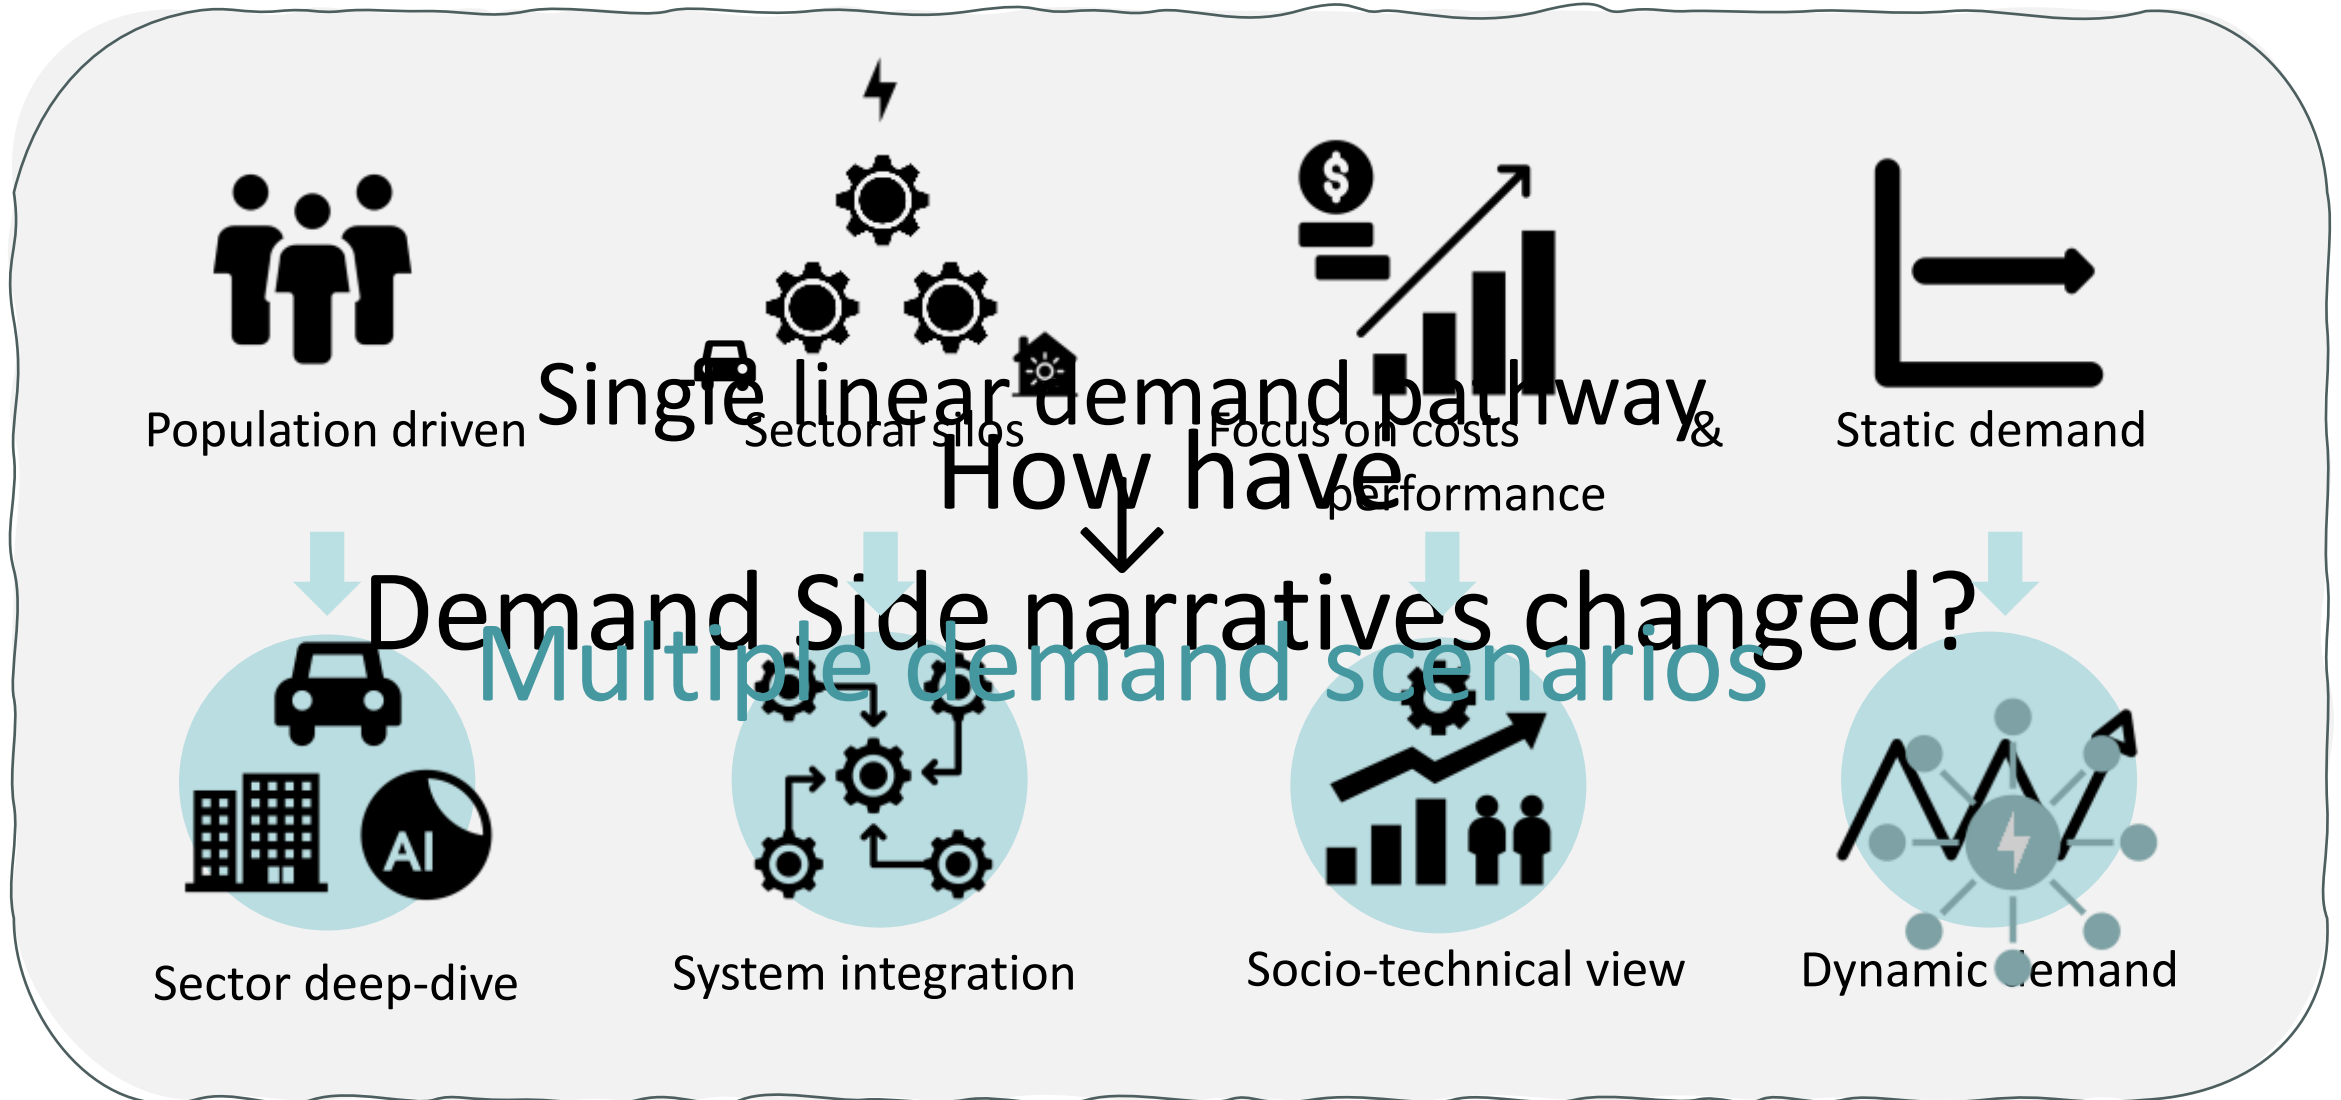 Population driven
Sectoral silos
Focus on costs &
performance
Static demand
Single linear demand pathway
How have
Demand Side narratives changed?
Multiple demand scenarios
AI
Sector deep-dive
System integration
Socio-technical view
Dynamic demand